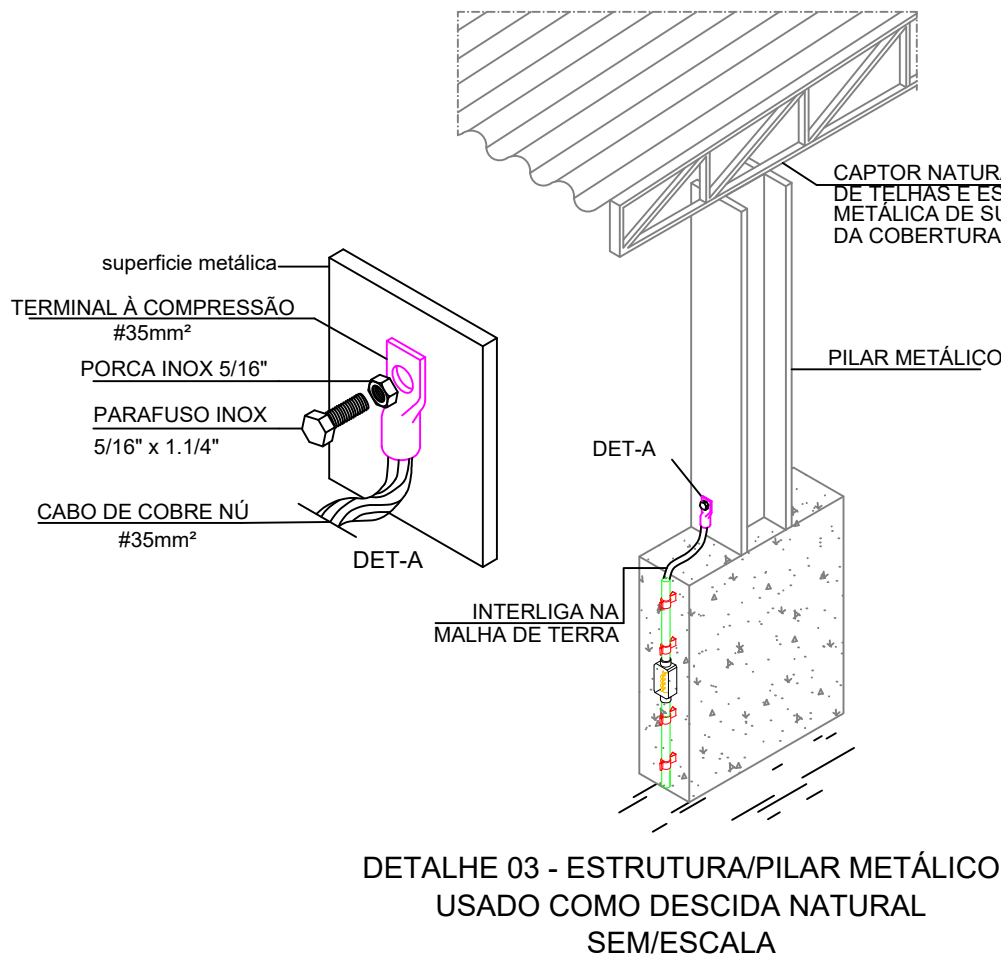 CAPTOR NATURA
DE TELHAS E ES
METÁLICA DE SU
DA COBERTURA
superficie metálica
TERMINAL À COMPRESSÃO
#35mm²
PORCA INOX 5/16"
PARAFUSO INOX
5/16" x 1.1/4"
CABO DE COBRE NÚ
#35mm²
DET-A
PILAR METÁLICO
DET-A
INTERLIGA NA
MALHA DE TERRA
DETALHE 03 - ESTRUTURA/PILAR METÁLICO
USADO COMO DESCIDA NATURAL
SEM/ESCALA